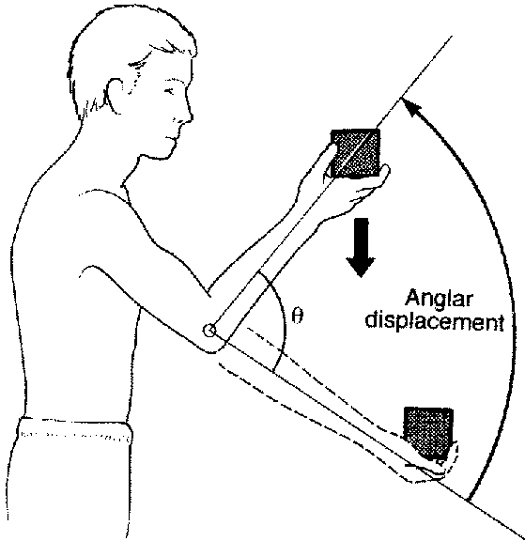 θ
Anglar
displacement